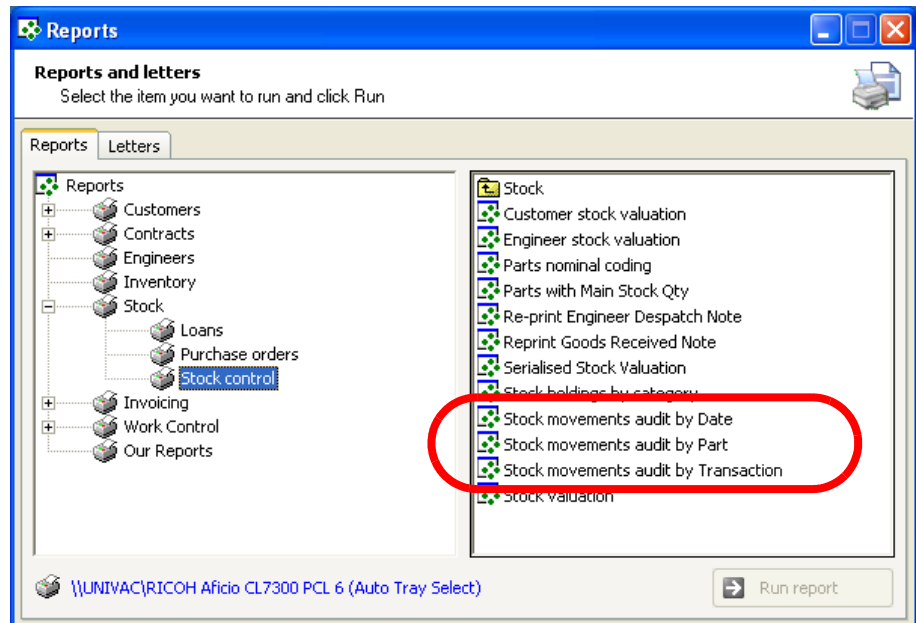 Reports
Reports and letters
Select the item you want to run and click Run
Reports
Letters
Reports
Customers
Contracts
Engineers
Inventory
Stock
Loans
Purchase orders
Stock control
Invoicing
Work Control
Our Reports
Stock
Customer stock valuation
Engineer stock valuation
Parts nominal coding
Parts with Main Stock Qty
Re-print Engineer Despatch Note
Reprint Goods Received Note
Serialised Stock Valuation
Stock holdings by category
Stock movements audit by Date
Stock movements audit by Part
Stock movements audit by Transaction
Stock Valuation
\\UNIVAC\RICOH Aficio CL7300 PCL 6 (Auto Tray Select)
Run report